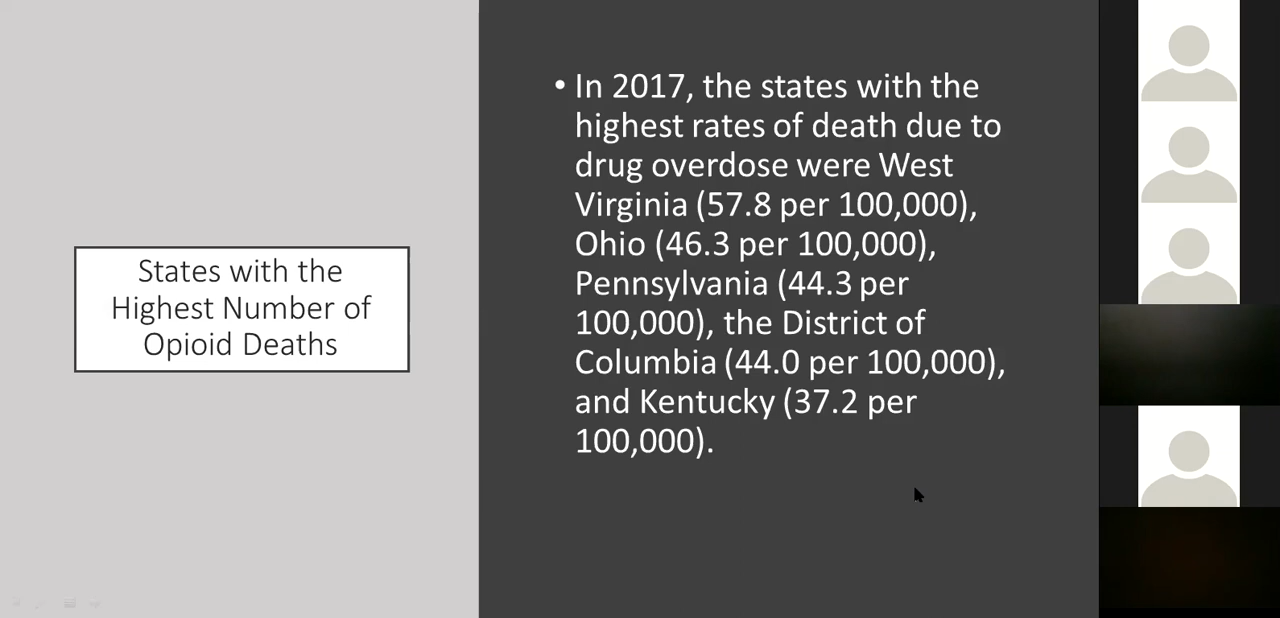 States with the
Highest Number of
Opioid Deaths
• In 2017, the states with the
highest rates of death due to
drug overdose were West
Virginia (57.8 per 100,000),
Ohio (46.3 per 100,000),
Pennsylvania (44.3 per
100,000), the District of
Columbia (44.0 per 100,000),
and Kentucky (37.2 per
100,000).